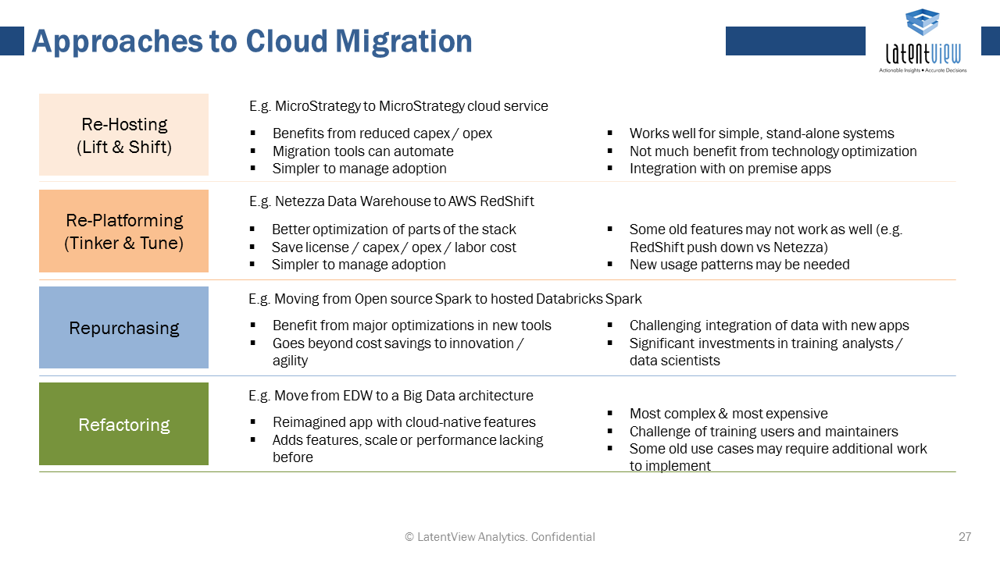 Approaches to Cloud Migration
LatentView
Actionable Insights • Accurate Decisions
Re-Hosting
(Lift & Shift)
E.g. MicroStrategy to MicroStrategy cloud service
▪ Benefits from reduced capex / opex
▪ Migration tools can automate
▪ Simpler to manage adoption
▪ Works well for simple, stand-alone systems
▪ Not much benefit from technology optimization
▪ Integration with on premise apps
Re-Platforming
(Tinker & Tune)
E.g. Netezza Data Warehouse to AWS RedShift
▪ Better optimization of parts of the stack
▪ Save license / capex / opex / labor cost
▪ Simpler to manage adoption
▪ Some old features may not work as well (e.g.
RedShift push down vs Netezza)
▪ New usage patterns may be needed
Repurchasing
E.g. Moving from Open source Spark to hosted Databricks Spark
▪ Benefit from major optimizations in new tools
▪ Goes beyond cost savings to innovation /
agility
▪ Challenging integration of data with new apps
▪ Significant investments in training analysts /
data scientists
Refactoring
E.g. Move from EDW to a Big Data architecture
▪ Reimagined app with cloud-native features
▪ Adds features, scale or performance lacking
before
▪ Most complex & most expensive
▪ Challenge of training users and maintainers
▪ Some old use cases may require additional work
to implement
© LatentView Analytics. Confidential
27